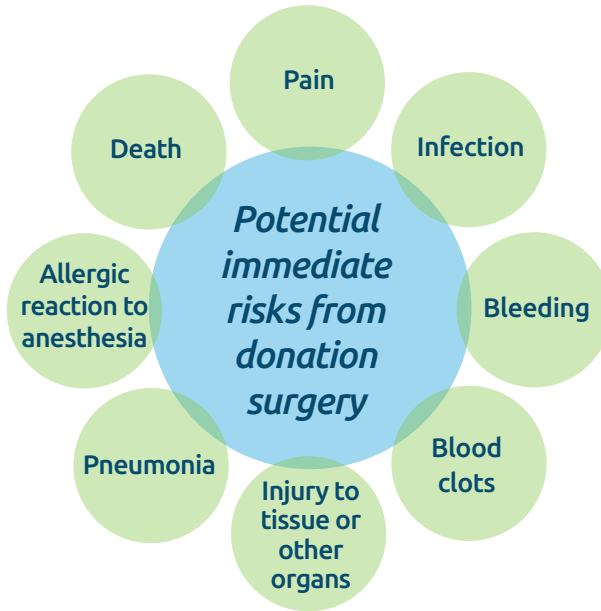 Pain
Infection
Bleeding
Blood
clots
Injury to
tissue or
other
organs
Pneumonia
Allergic
reaction to
anesthesia
Death
Potential
immediate
risks from
donation
surgery